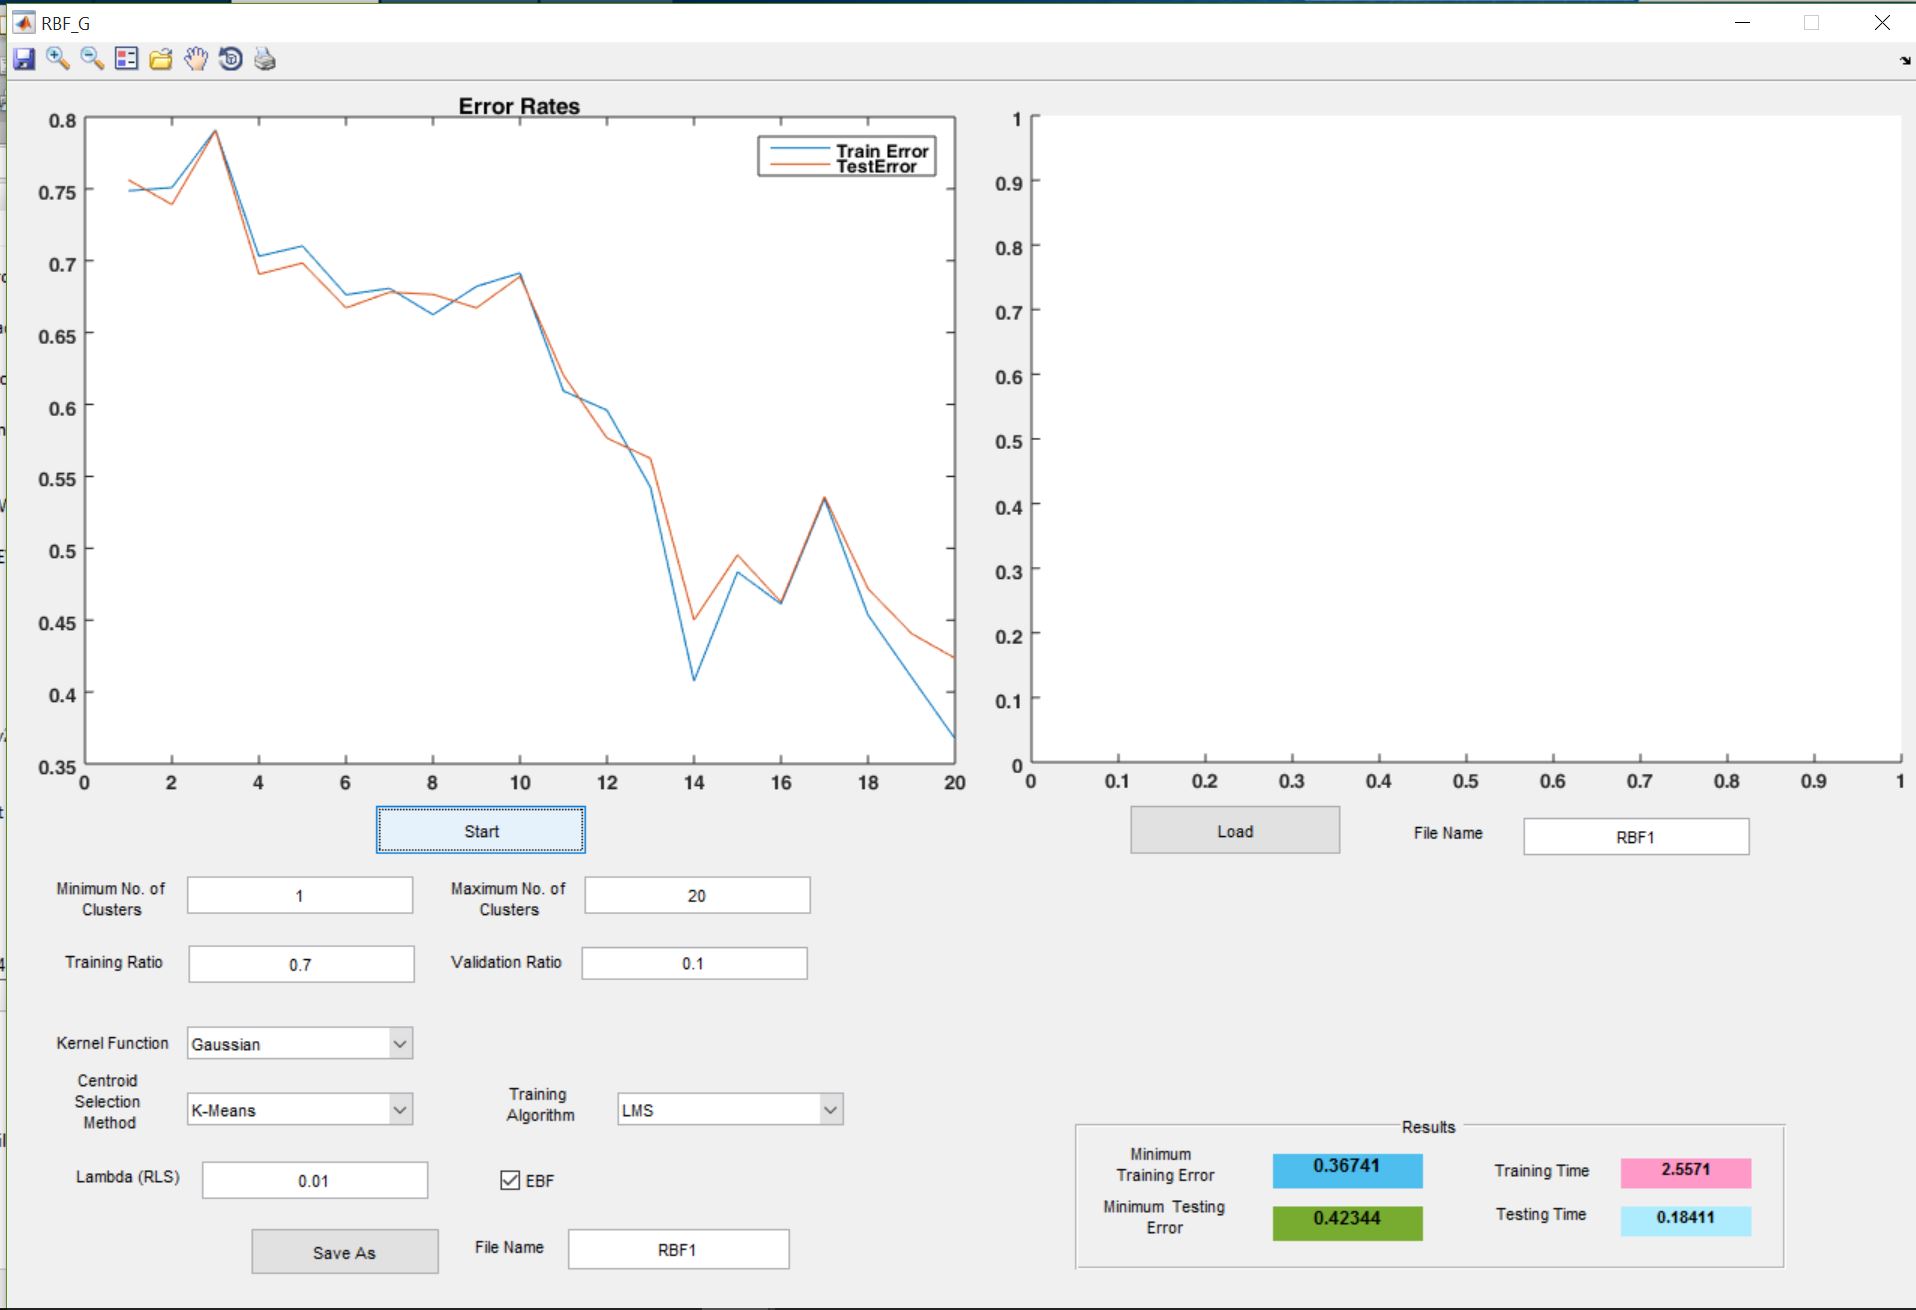 RBF_G
Error Rates
Train Error
TestError
0.8
0.75
0.7
0.65
0.6
0.55
0.5
0.45
0.4
0.35
0 2 4 6 8 10 12 14 16 18 20
1
0.9
0.8
0.7
0.6
0.5
0.4
0.3
0.2
0.1
0
0 0.1 0.2 0.3 0.4 0.5 0.6 0.7 0.8 0.9 1
Start
Load
File Name
RBF1
Minimum No. of
Clusters
1
Maximum No. of
Clusters
20
Training Ratio
0.7
Validation Ratio
0.1
Kernel Function
Gaussian
Centroid
Selection
Method
K-Means
Training
Algorithm
LMS
Lambda (RLS)
0.01
EBF
Save As
File Name
RBF1
Results
Minimum
Training Error
0.36741
Training Time
2.5571
Minimum Testing
Error
0.42344
Testing Time
0.18411